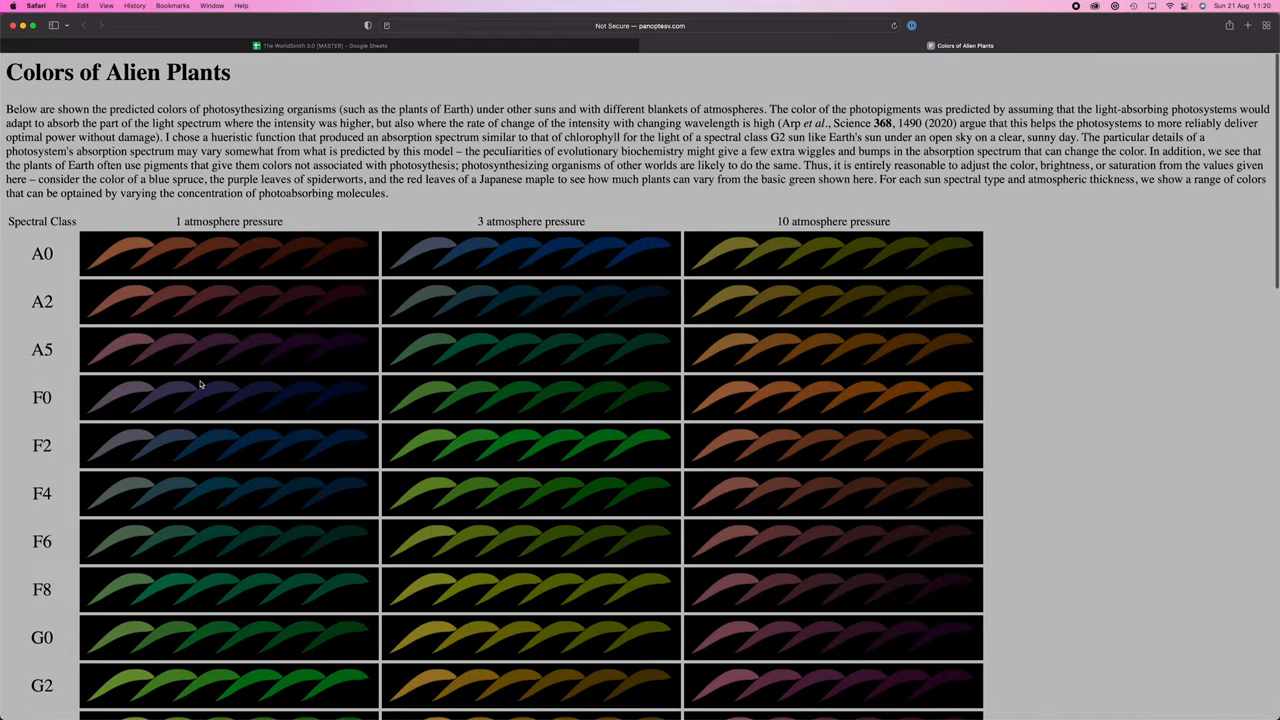 Safari File Edit View History Bookmarks Window Help Sun 21 Aug 11:20
Not Secure — panoptesv.com
The WorldSmith 3.0 [MASTER] - Google Sheets Colors of Alien Plants
Colors of Alien Plants
Below are shown the predicted colors of photosythesizing organisms (such as the plants of Earth) under other suns and with different blankets of atmospheres. The color of the photopigments was predicted by assuming that the light-absorbing photosystems would
adapt to absorb the part of the light spectrum where the intensity was higher, but also where the rate of change of the intensity with changing wavelength is high (Arp et al., Science 368, 1490 (2020) argue that this helps the photosystems to more reliably deliver
optimal power without damage). I chose a hueristic function that produced an absorption spectrum similar to that of chlorophyll for the light of a spectral class G2 sun like Earth's sun under an open sky on a clear, sunny day. The particular details of a
photosystem's absorption spectrum may vary somewhat from what is predicted by this model – the peculiarities of evolutionary biochemistry might give a few extra wiggles and bumps in the absorption spectrum that can change the color. In addition, we see that
the plants of Earth often use pigments that give them colors not associated with photosythesis; photosynthesizing organisms of other worlds are likely to do the same. Thus, it is entirely reasonable to adjust the color, brightness, or saturation from the values given
here – consider the color of a blue spruce, the purple leaves of spiderworts, and the red leaves of a Japanese maple to see how much plants can vary from the basic green shown here. For each sun spectral type and atmospheric thickness, we show a range of colors
that can be obtained by varying the concentration of photoabsorbing molecules.
Spectral Class 1 atmosphere pressure 3 atmosphere pressure 10 atmosphere pressure
A0
A2
A5
F0
F2
F4
F6
F8
G0
G2